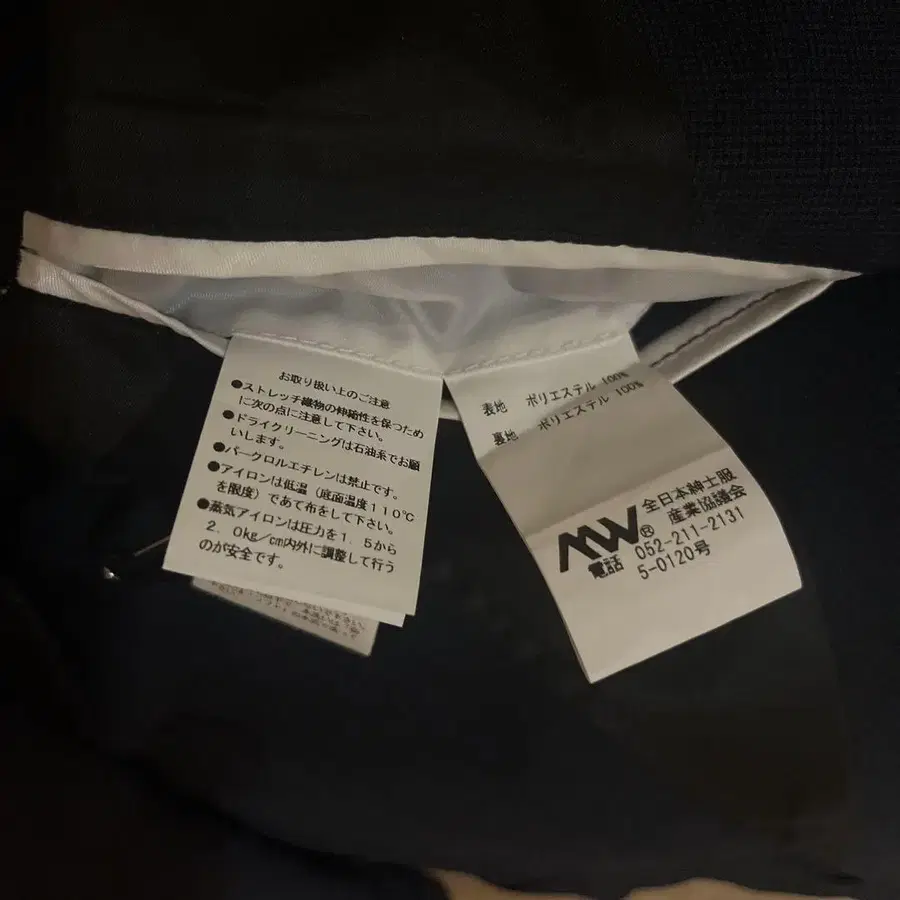 お取り扱い上のご注意
●ストレッチ織物の伸縮性を保つため
に次の点に注意して下さい。
●ドライクリーニングは石油系でお願
いします。
●パークロルエチレンは禁止です。
●アイロンは低温（底面温度110℃
を限度）であて布をして下さい。
●蒸気アイロンは圧力を1.5から
2.0kg/cm内外に調整して行う
のが安全です。
表地 ポリエステル 100%
裏地 ポリエステル 100%
MW® 全日本紳士服
産業協議会
電話 052-211-2131
5-0120号